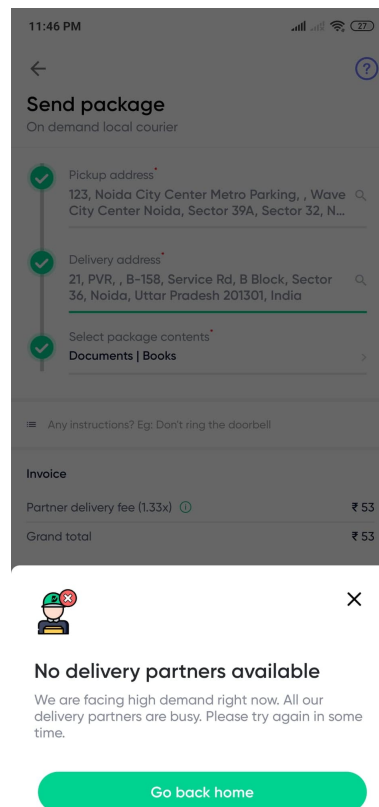 11:46 PM
27
?
Send package
On demand local courier
Pickup address*
123, Noida City Center Metro Parking, , Wave
City Center Noida, Sector 39A, Sector 32, N...
Delivery address*
21, PVR, , B-158, Service Rd, B Block, Sector
36, Noida, Uttar Pradesh 201301, India
Select package contents*
Documents | Books
Any instructions? Eg: Don't ring the doorbell
Invoice
Partner delivery fee (1.33x) ₹ 53
Grand total ₹ 53
No delivery partners available
We are facing high demand right now. All our
delivery partners are busy. Please try again in some
time.
Go back home